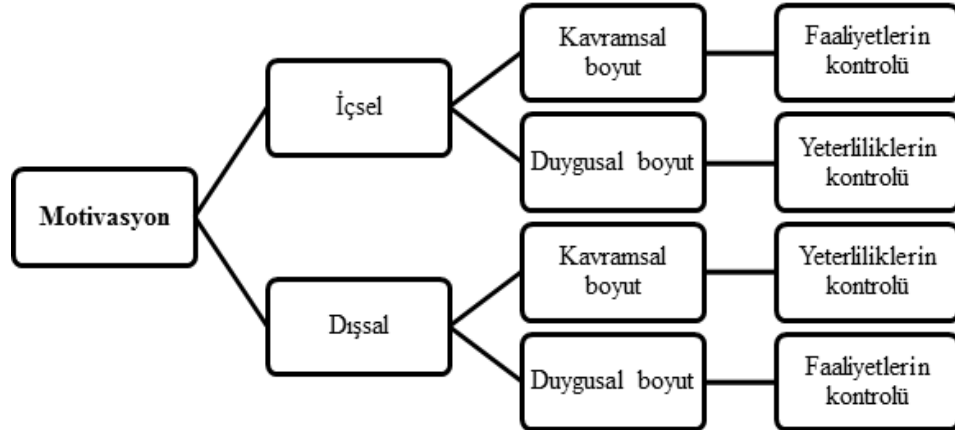 Motivasyon
İçsel
Kavramsal
boyut
Faaliyetlerin
kontrolü
Duygusal boyut
Yeterliliklerin
kontrolü
Dışsal
Kavramsal
boyut
Yeterliliklerin
kontrolü
Duygusal boyut
Faaliyetlerin
kontrolü